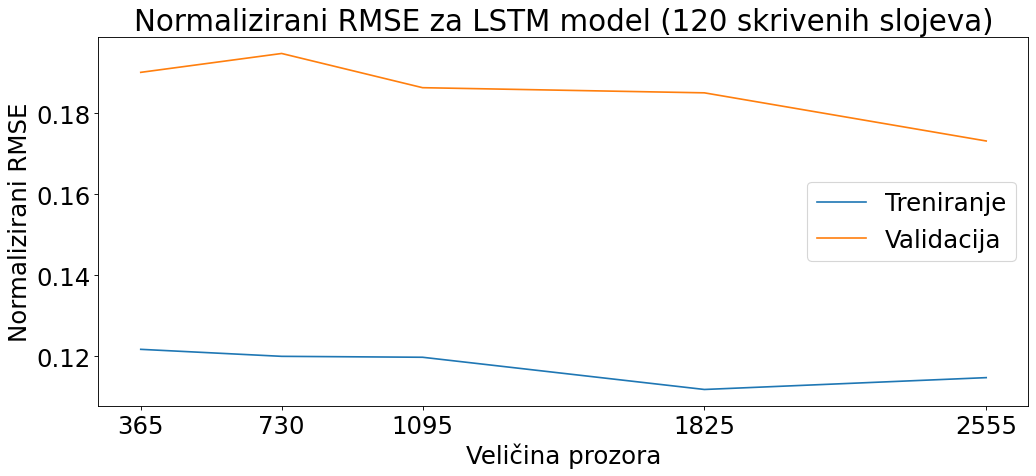 Normalizirani RMSE za LSTM model (120 skrivenih slojeva)
Normalizirani RMSE
0.18
0.16
0.14
0.12
Treniranje
Validacija
365 730 1095 1825 2555
Veličina prozora